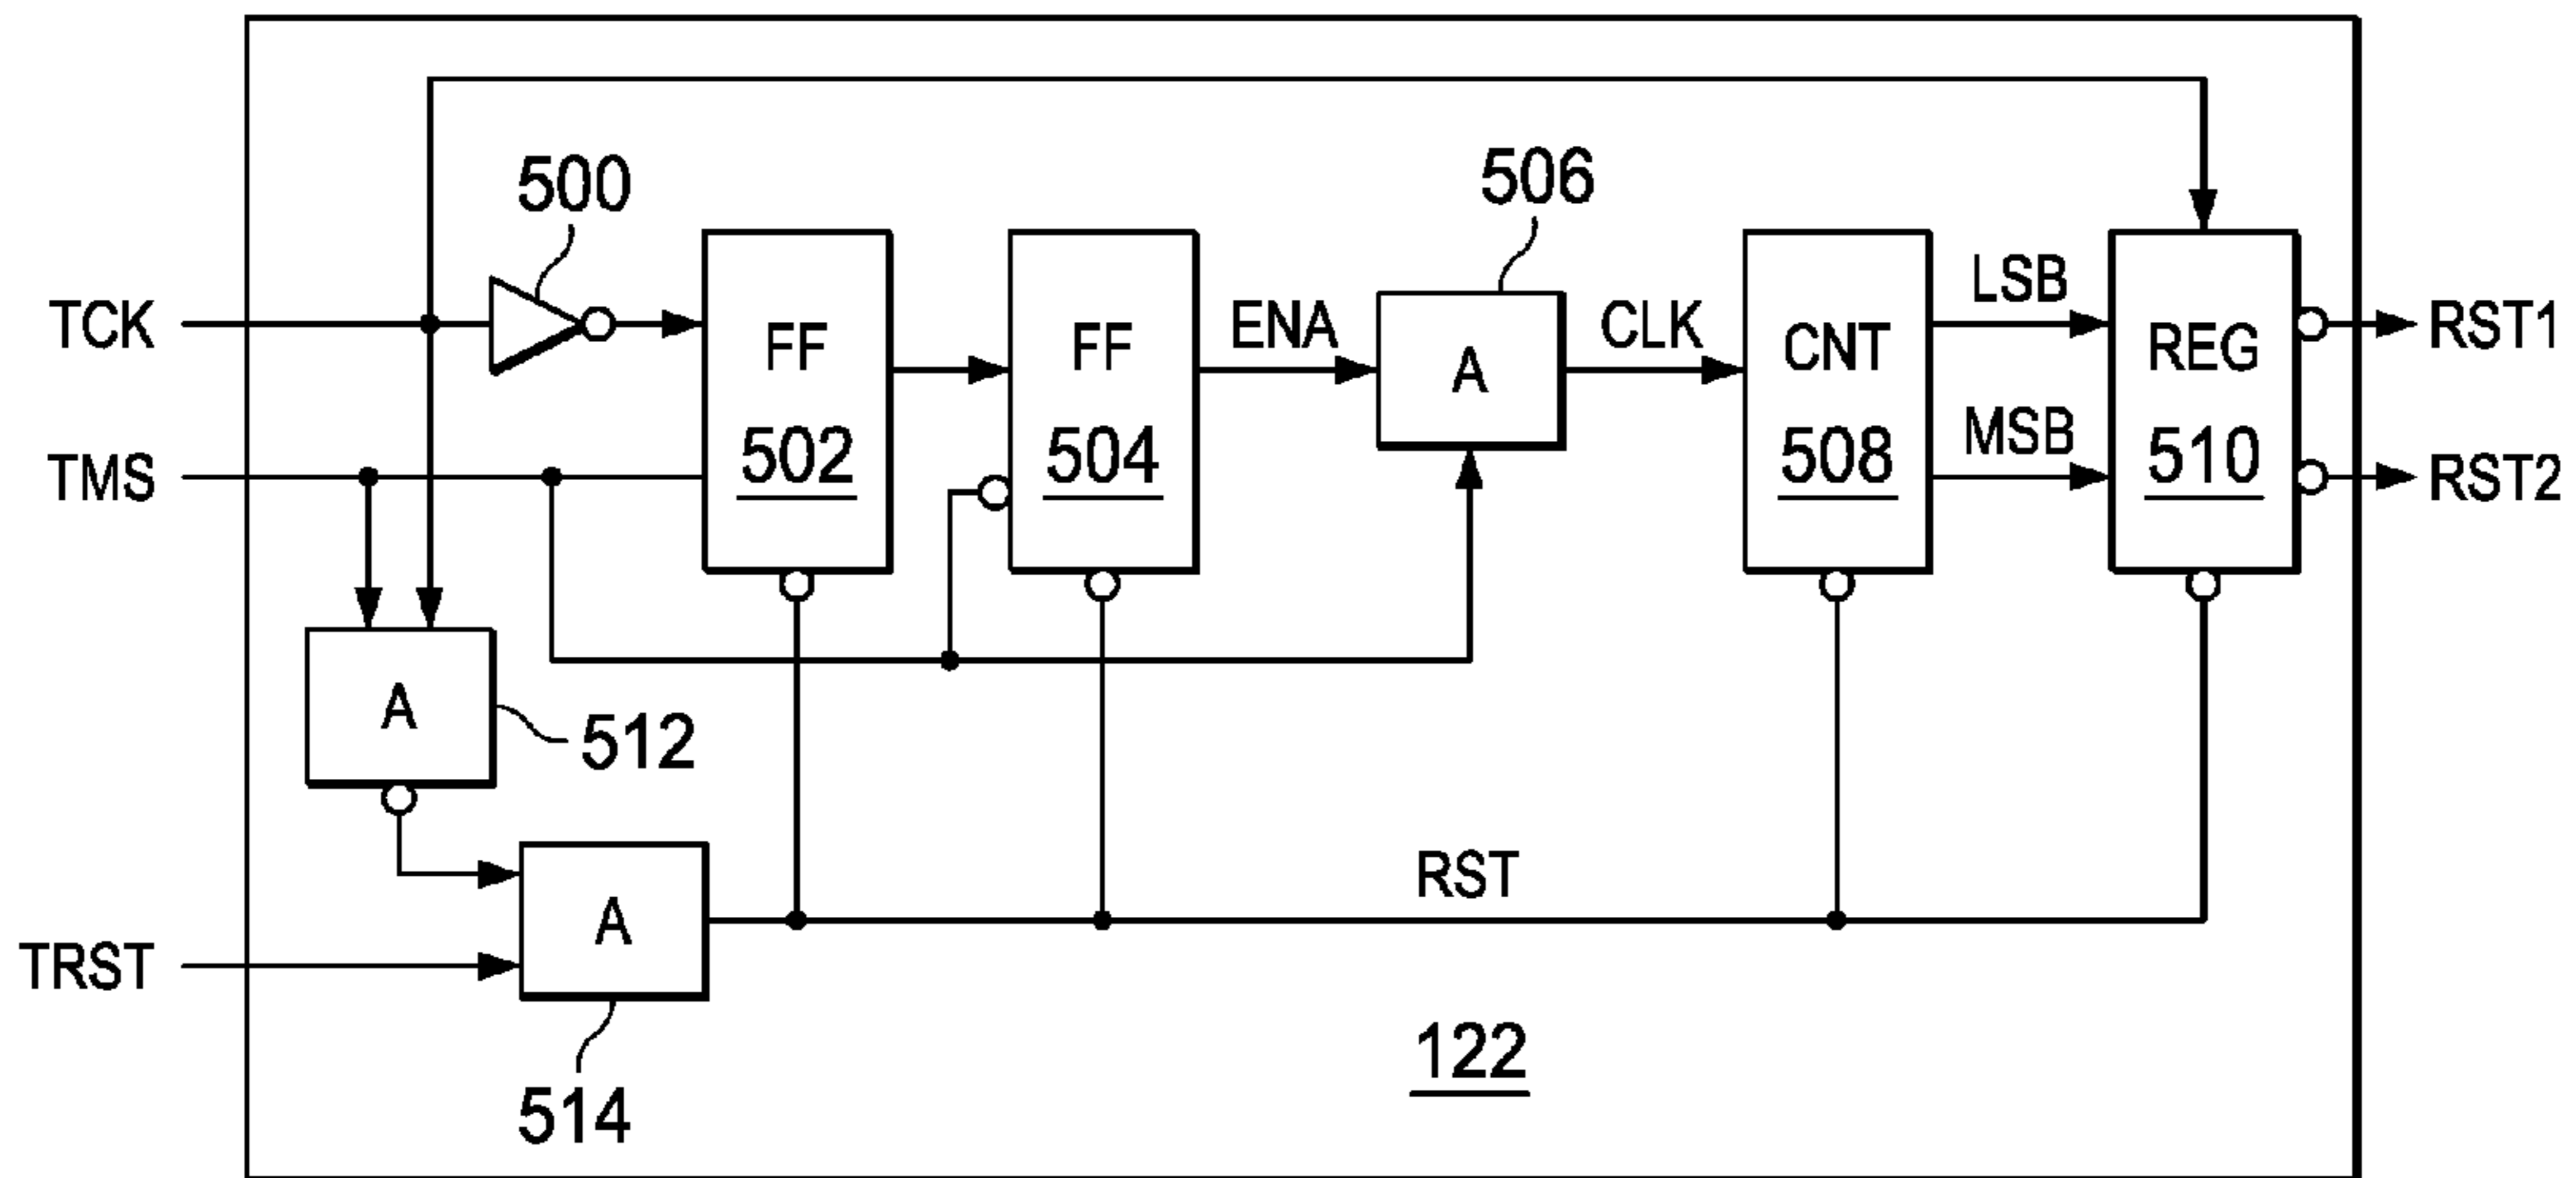 500
506
TCK
FF
502
FF
504
ENA
A
CLK
CNT
508
LSB
MSB
REG
510
RST1
TMS
RST2
A
512
RST
A
TRST
514
122